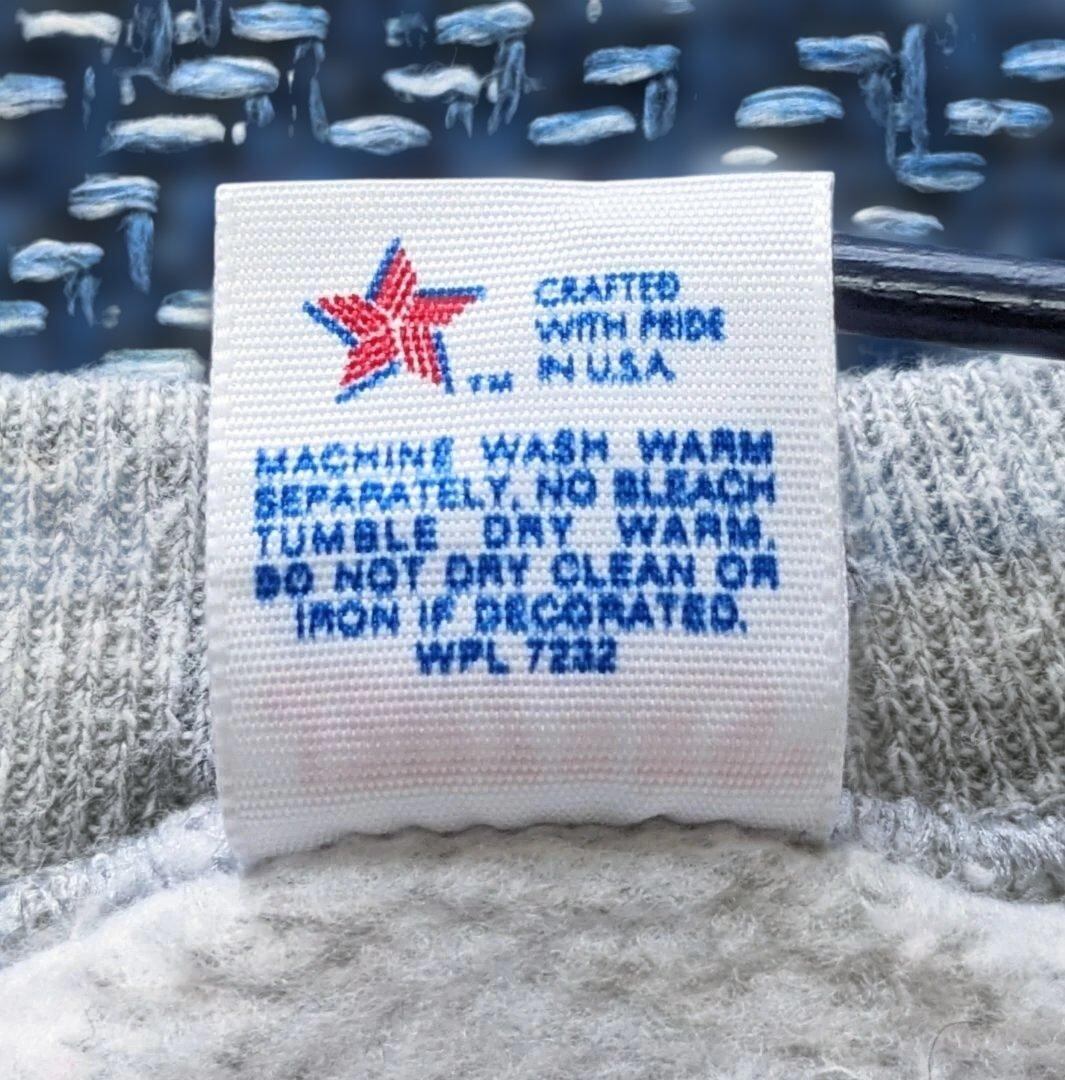 CRAFTED
WITH PRIDE
IN U.S.A.
TM
MACHINE WASH WARM
SEPARATELY, NO BLEACH
TUMBLE DRY WARM.
DO NOT DRY CLEAN OR
IRON IF DECORATED.
WPL 7232